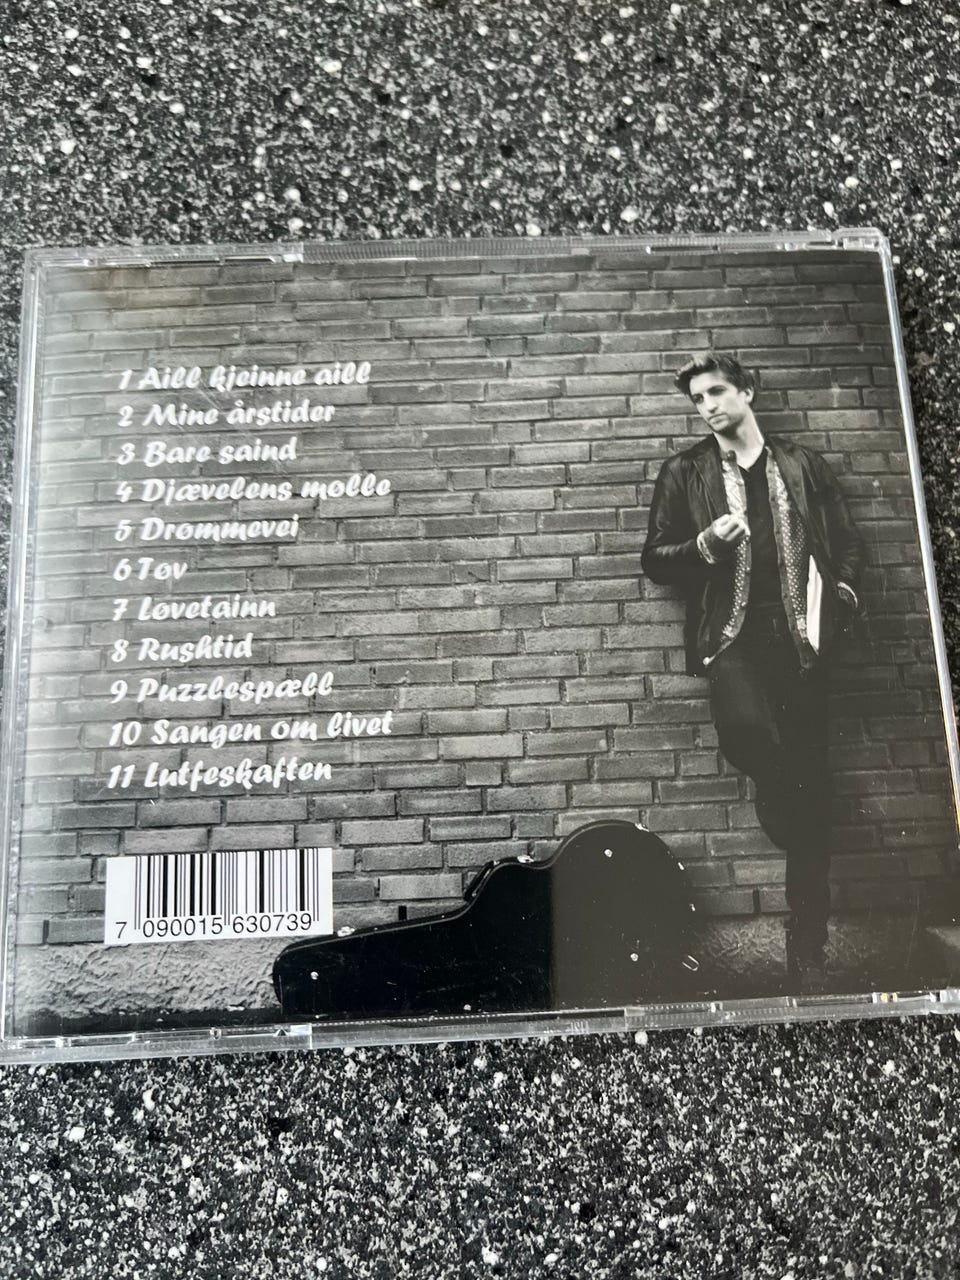 1 Aill kjeinne aill
2 Mine årstider
3 Bare saind
4 Djævelens mølle
5 Drømmevei
6 Tøv
7 Løvetainn
8 Rushtid
9 Puzzlespæll
10 Sangen om livet
11 Lutfeskaften
7 090015 630739